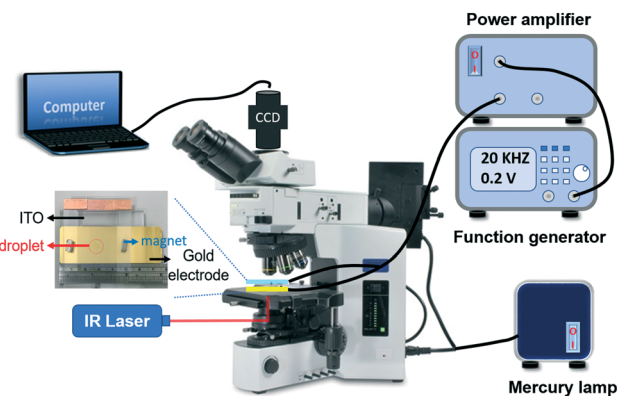 Power amplifier
O
I
Computer
CCD
20 KHZ
0.2 V
Function generator
ITO
droplet
magnet
Gold
electrode
IR Laser
O
I
Mercury lamp